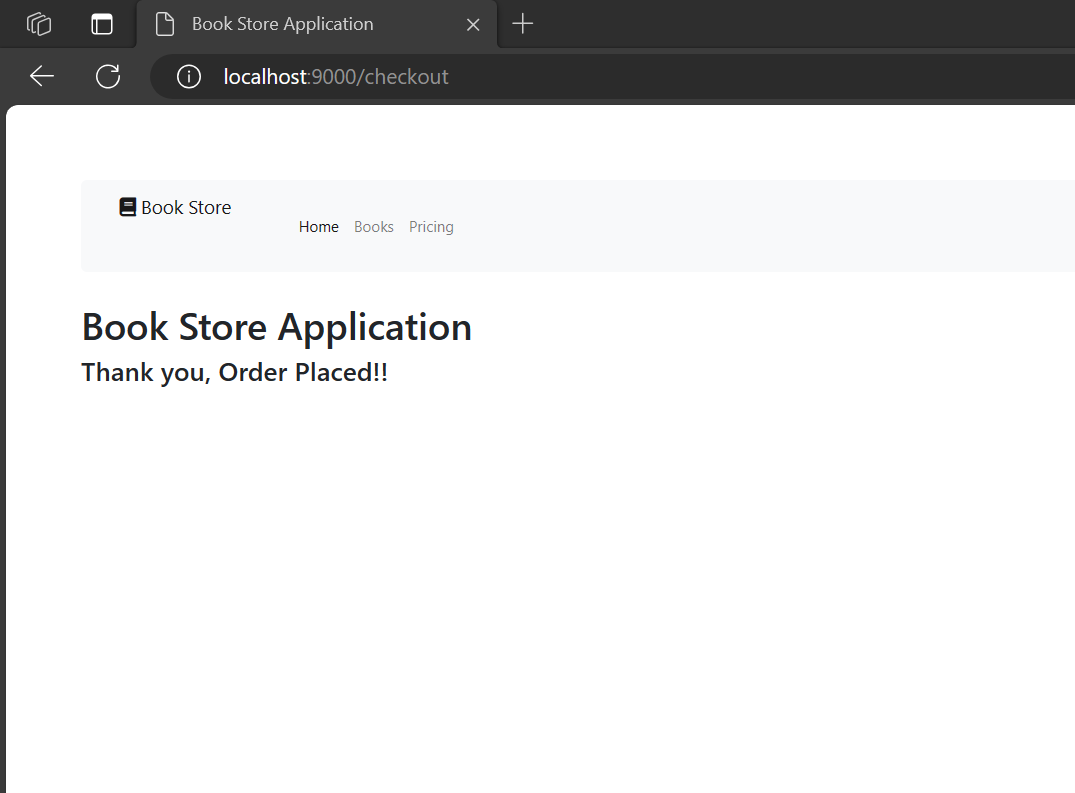 Book Store Application
localhost:9000/checkout
Book Store
Home Books Pricing
Book Store Application
Thank you, Order Placed!!